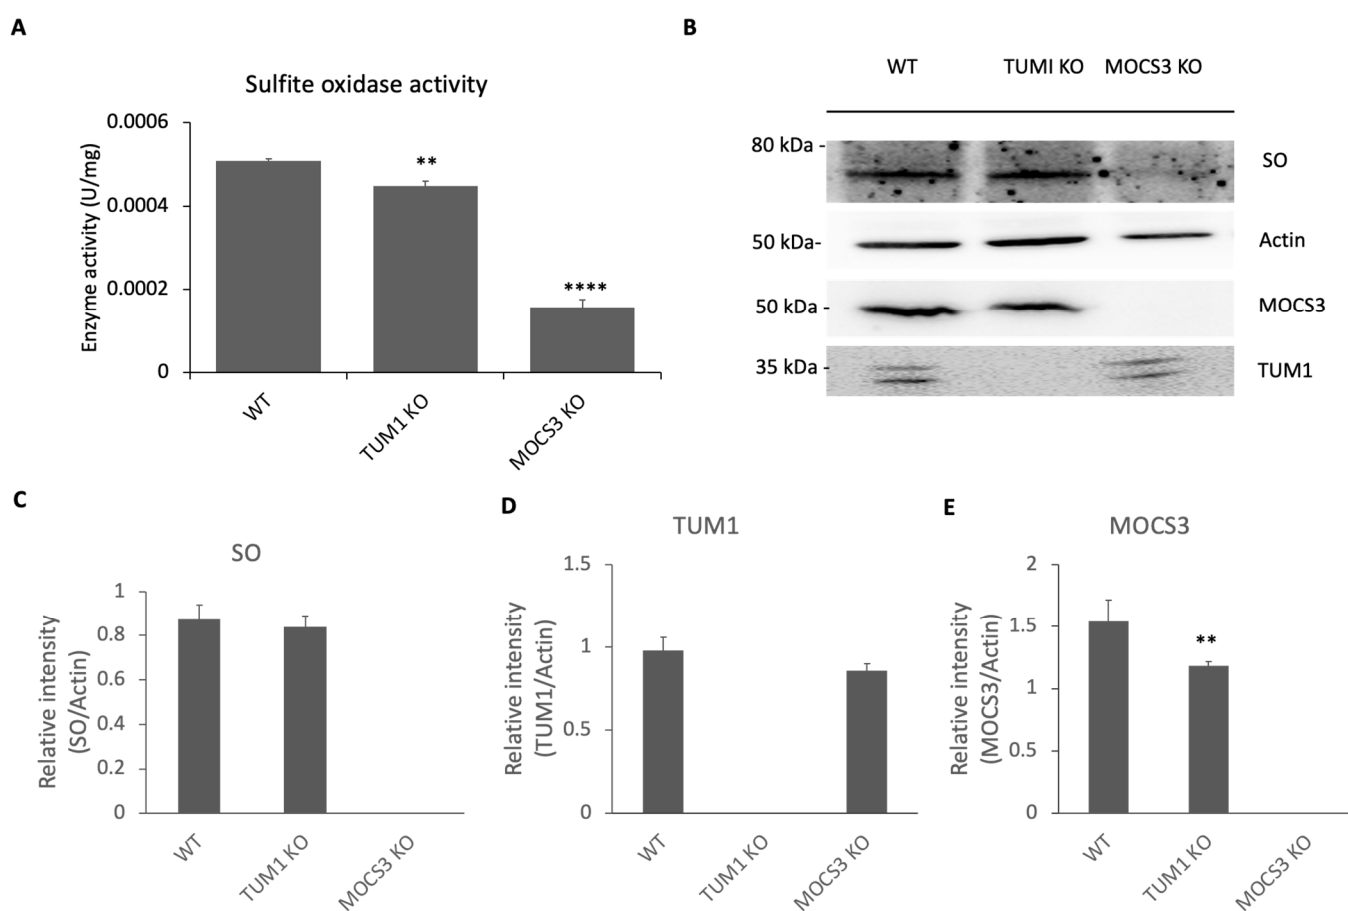 A
Sulfite oxidase activity
Enzyme activity (U/mg)
0.0006
0.0004
0.0002
0
**
****
WT
TUM1 KO
MOCS3 KO
B
WT TUMI KO MOCS3 KO
80 kDa -
SO
50 kDa-
Actin
50 kDa -
MOCS3
35 kDa -
TUM1
C
SO
Relative intensity
(SO/Actin)
1
0.8
0.6
0.4
0.2
0
WT
TUM1 KO
MOCS3 KO
D
TUM1
Relative intensity
(TUM1/Actin)
1.5
1
0.5
0
WT
TUM1 KO
MOCS3 KO
E
MOCS3
Relative intensity
(MOCS3/Actin)
2
1.5
1
0.5
0
**
WT
TUM1 KO
MOCS3 KO